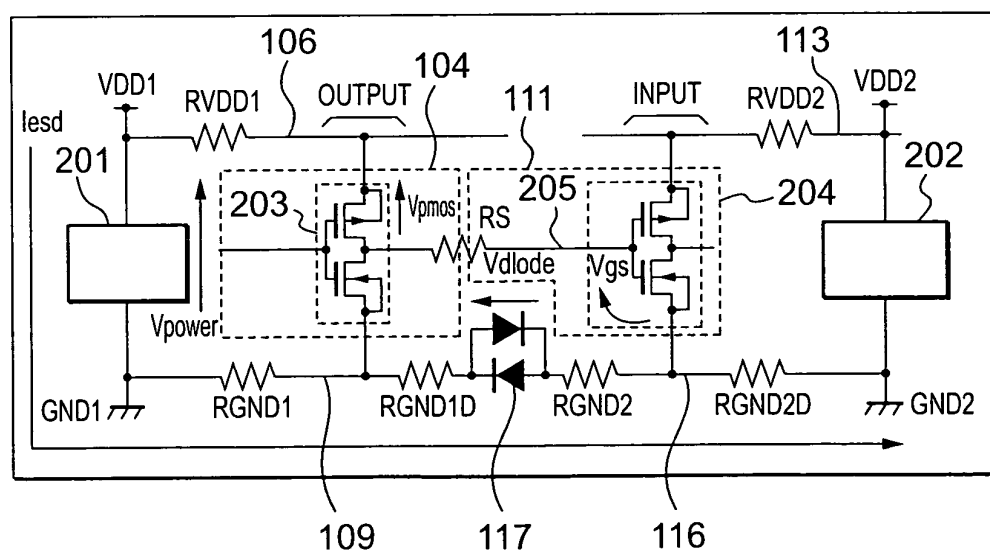 106
104
113
VDD1
RVDD1
OUTPUT
111
INPUT
RVDD2
VDD2
Iesd
201
203
Vpmos
205
204
202
RS
Vdlode
Vgs
Vpower
GND1
RGND1
RGND1D
RGND2
RGND2D
GND2
109
117
116